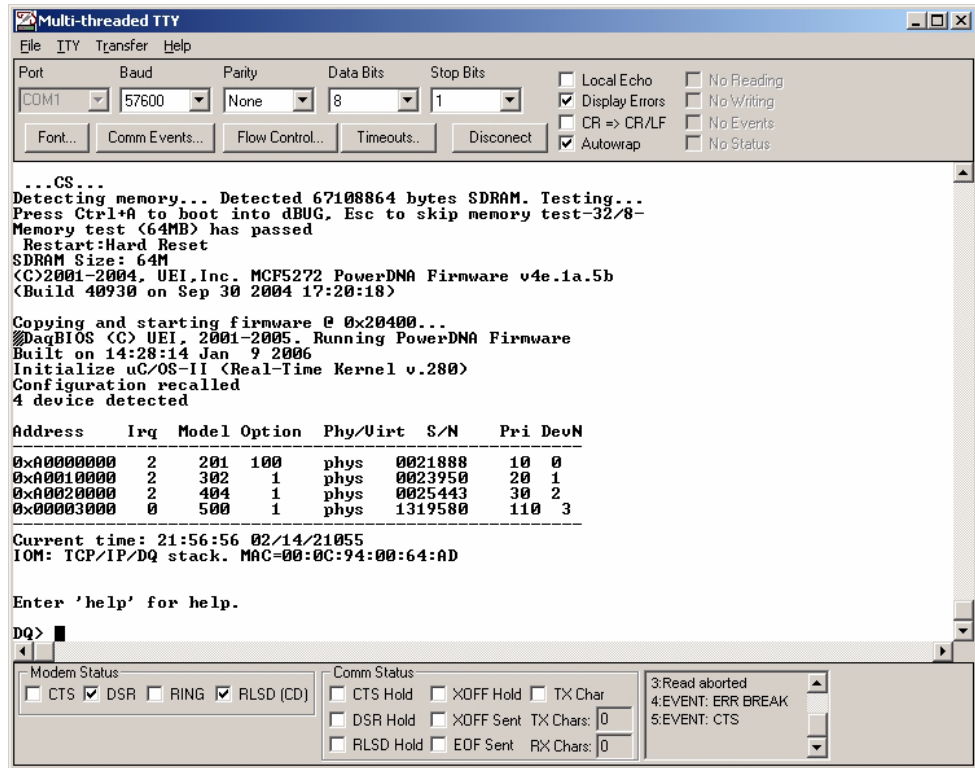 Multi-threaded TTY
File TTY Transfer Help
Port Baud Parity Data Bits Stop Bits
COM1 57600 None 8 1
Font... Comm Events... Flow Control... Timeouts.. Disconect
Local Echo No Reading
Display Errors No Writing
CR => CR/LF No Events
Autowrap No Status
...CS...
Detecting memory... Detected 67108864 bytes SDRAM. Testing...
Press Ctrl+A to boot into dBUG, Esc to skip memory test-32/8-
Memory test (64MB) has passed
Restart:Hard Reset
SDRAM Size: 64M
(C)2001-2004, UEI,Inc. MCF5272 PowerDNA Firmware v4e.1a.5b
(Build 40930 on Sep 30 2004 17:20:18)
Copying and starting firmware @ 0x20400...
DaqBIOS (C) UEI, 2001-2005. Running PowerDNA Firmware
Built on 14:28:14 Jan 9 2006
Initialize uC/OS-II (Real-Time Kernel v.280)
Configuration recalled
4 device detected
Address Irq Model Option Phy/Virt S/N Pri DevN
0xA0000000 2 201 100 phys 0021888 10 0
0xA0010000 2 302 1 phys 0023950 20 1
0xA0020000 2 404 1 phys 0025443 30 2
0x00003000 0 500 1 phys 1319580 110 3
Current time: 21:56:56 02/14/21055
IOM: TCP/IP/DQ stack. MAC=00:0C:94:00:64:AD
Enter 'help' for help.
DQ>
Modem Status
CTS DSR RING RLSD (CD)
Comm Status
CTS Hold XOFF Hold TX Char
DSR Hold XOFF Sent TX Chars: 0
RLSD Hold EOF Sent RX Chars: 0
3:Read aborted
4:EVENT: ERR BREAK
5:EVENT: CTS